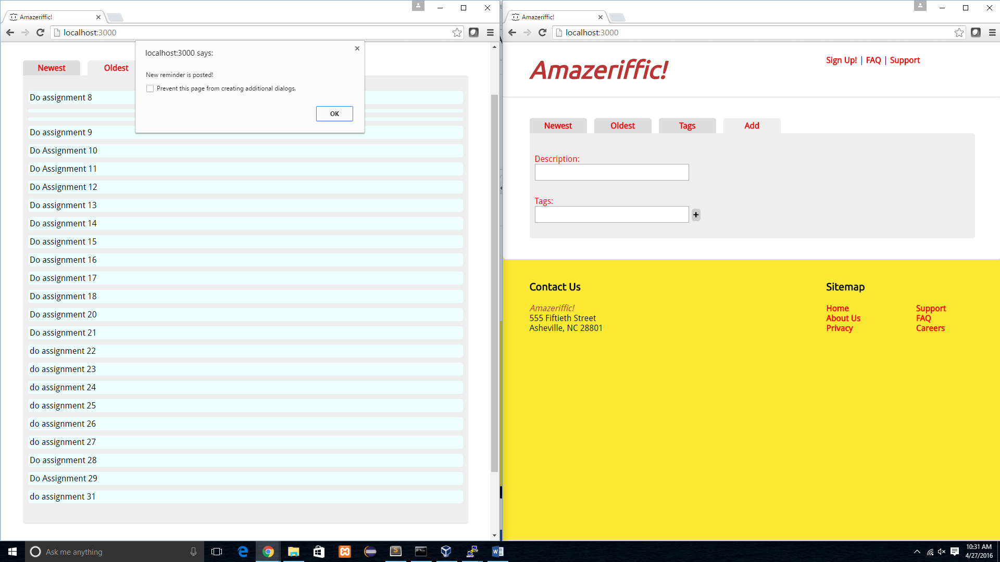 Amazeriffic!
localhost:3000
localhost:3000 says:
New reminder is posted!
Prevent this page from creating additional dialogs.
OK
Newest
Oldest
Do assignment 8
Do assignment 9
Do Assignment 10
Do Assignment 11
Do Assignment 12
Do assignment 13
Do assignment 14
Do assignment 15
Do assignment 16
Do assignment 17
Do assignment 18
Do assignment 20
Do assignment 21
do assignment 22
do assignment 23
do assignment 24
do assignment 25
do assignment 26
do assignment 27
Do assignment 28
Do Assignment 29
do assignment 31
Amazeriffic!
localhost:3000
Amazeriffic!
Sign Up! | FAQ | Support
Newest
Oldest
Tags
Add
Description:
Tags:
+
Contact Us
Amazeriffic!
555 Fiftieth Street
Asheville, NC 28801
Sitemap
Home
About Us
Privacy
Support
FAQ
Careers
Ask me anything
10:31 AM
4/27/2016